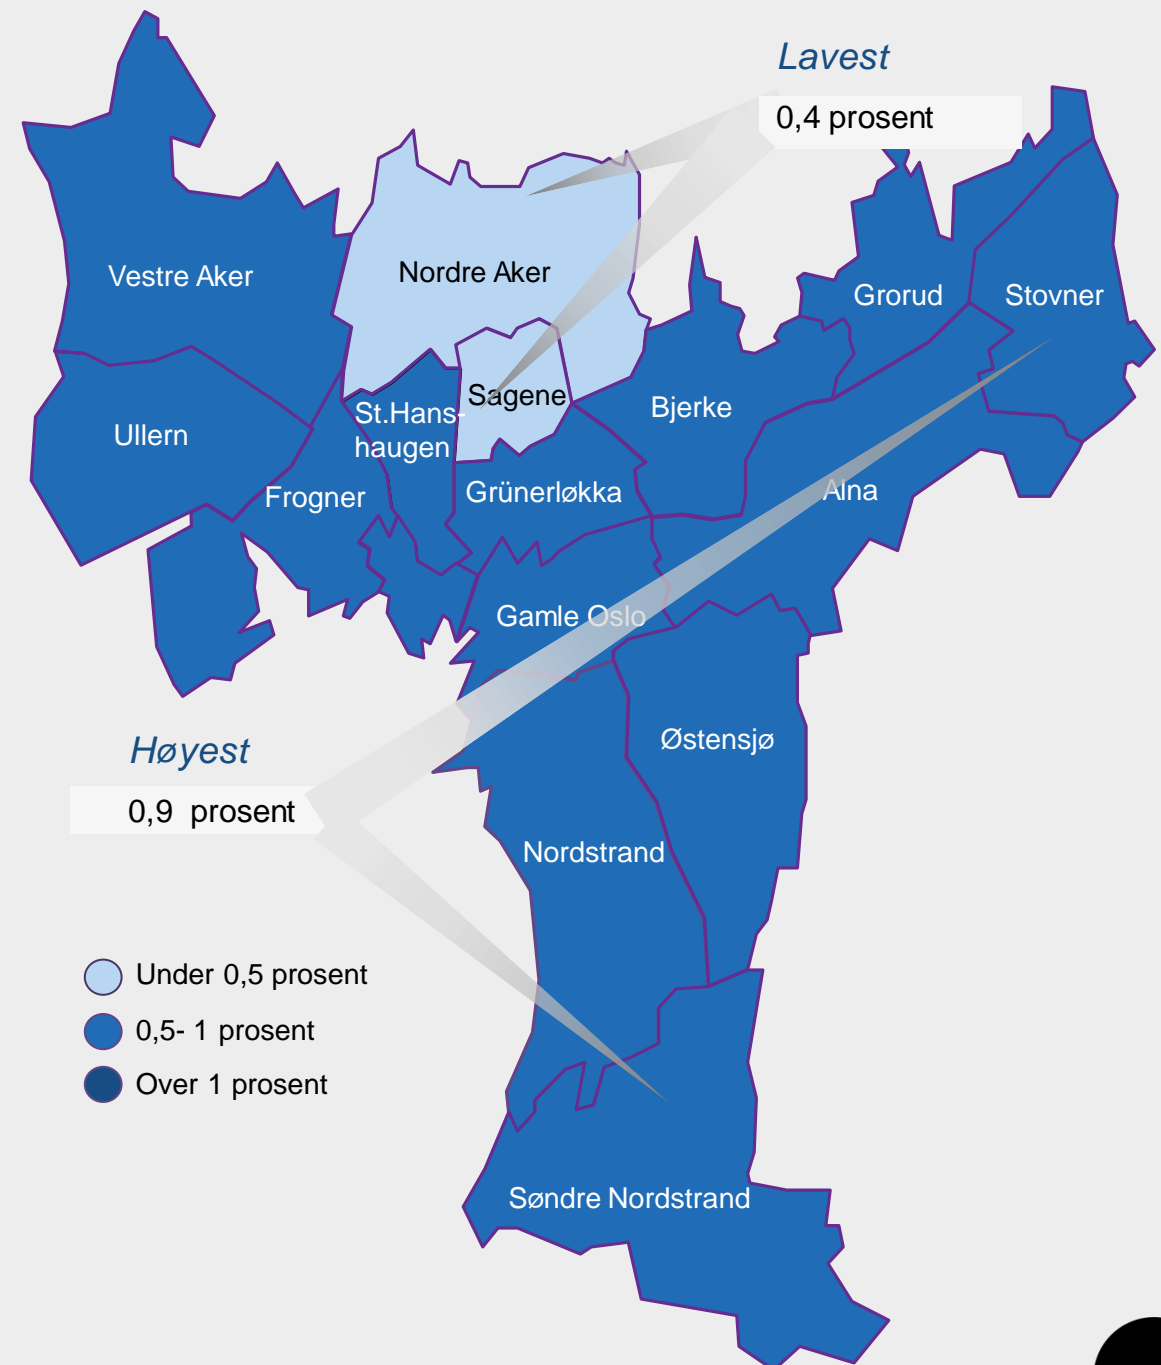 Lavest
0,4 prosent
Vestre Aker
Nordre Aker
Grorud
Stovner
Sagene
St.Hans-
haugen
Bjerke
Ullern
Frogner
Grünerløkka
Alna
Gamle Oslo
Østensjø
Høyest
0,9 prosent
Nordstrand
Under 0,5 prosent
0,5- 1 prosent
Over 1 prosent
Søndre Nordstrand